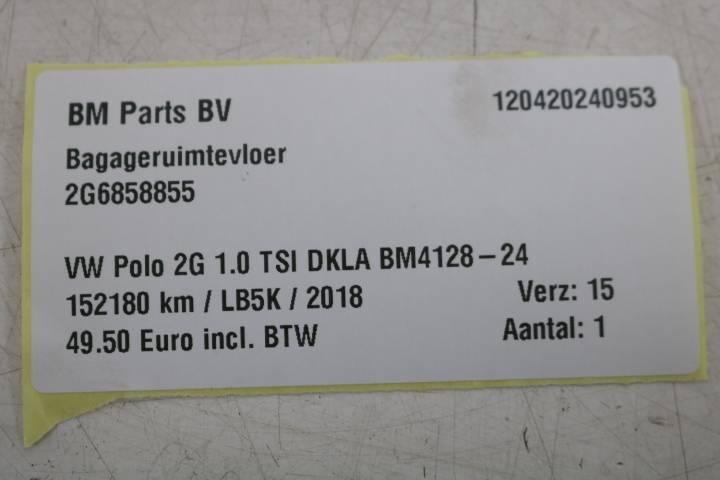 BM Parts BV 120420240953
Bagageruimtevloer
2G6858855
VW Polo 2G 1.0 TSI DKLA BM4128-24
152180 km / LB5K / 2018 Verz: 15
49.50 Euro incl. BTW Aantal: 1